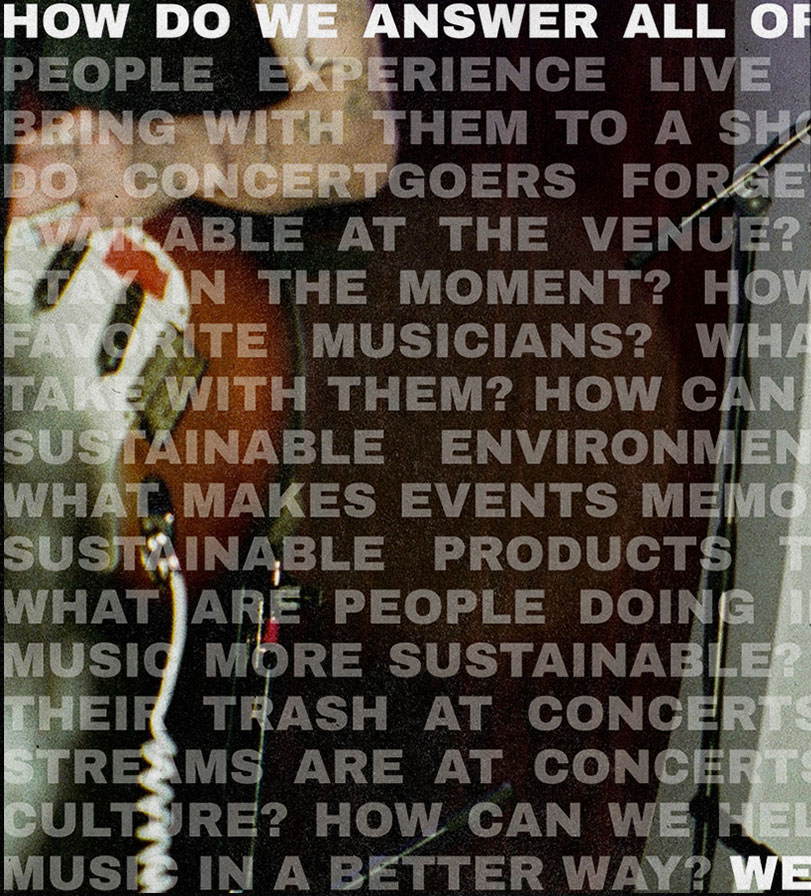 HOW DO WE ANSWER ALL OF
PEOPLE EXPERIENCE LIVE
BRING WITH THEM TO A SHO
DO CONCERTGOERS FORGE
AVAILABLE AT THE VENUE?
STAY IN THE MOMENT? HOW
FAVORITE MUSICIANS? WHA
TAKE WITH THEM? HOW CAN
SUSTAINABLE ENVIRONMEN
WHAT MAKES EVENTS MEMO
SUSTAINABLE PRODUCTS T
WHAT ARE PEOPLE DOING
MUSIC MORE SUSTAINABLE?
THEIR TRASH AT CONCERTS
STREAMS ARE AT CONCERTS
CULTURE? HOW CAN WE HEL
MUSIC IN A BETTER WAY? WE